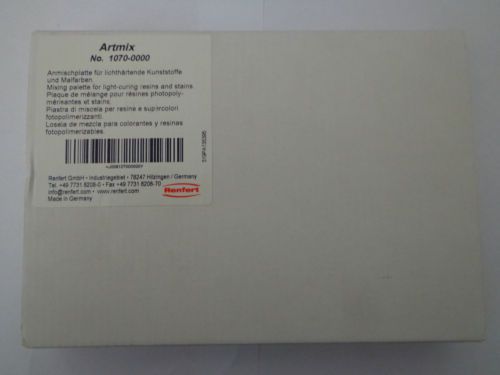 Artmix
No. 1070-0000
Anmischplatte für lichthärtende Kunststoffe
und Malfarben.
Mixing palette for light-curing resins and stains.
Plaque de mélange pour résines photopoly-
mérisantes et stains.
Piastra di miscela per resine e supercolori
fotopolimerizzanti.
Loseta de mezcla para colorantes y resinas
fotopolimerizables.
Renfert GmbH • Industriegebiet • 78247 Hilzingen / Germany
Tel. +49 7731 8208-0 • Fax +49 7731 8208-70
info@renfert.com • www.renfert.com
Made in Germany
Renfert